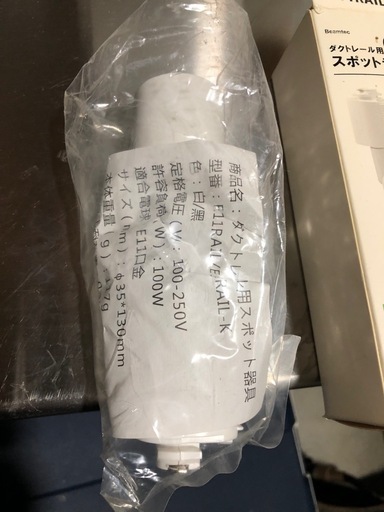 商品名：ダクトレール用スポット器具
型番：E11RAIL/E11RAIL-K
色：白/黒
定格電圧（V）：100-250V
許容負荷（W）：100W
適合電球：E11口金
サイズ（mm）：φ35*130mm
本体重量（g）：
Beamtec
ダクトレール用
スポット
RAIL